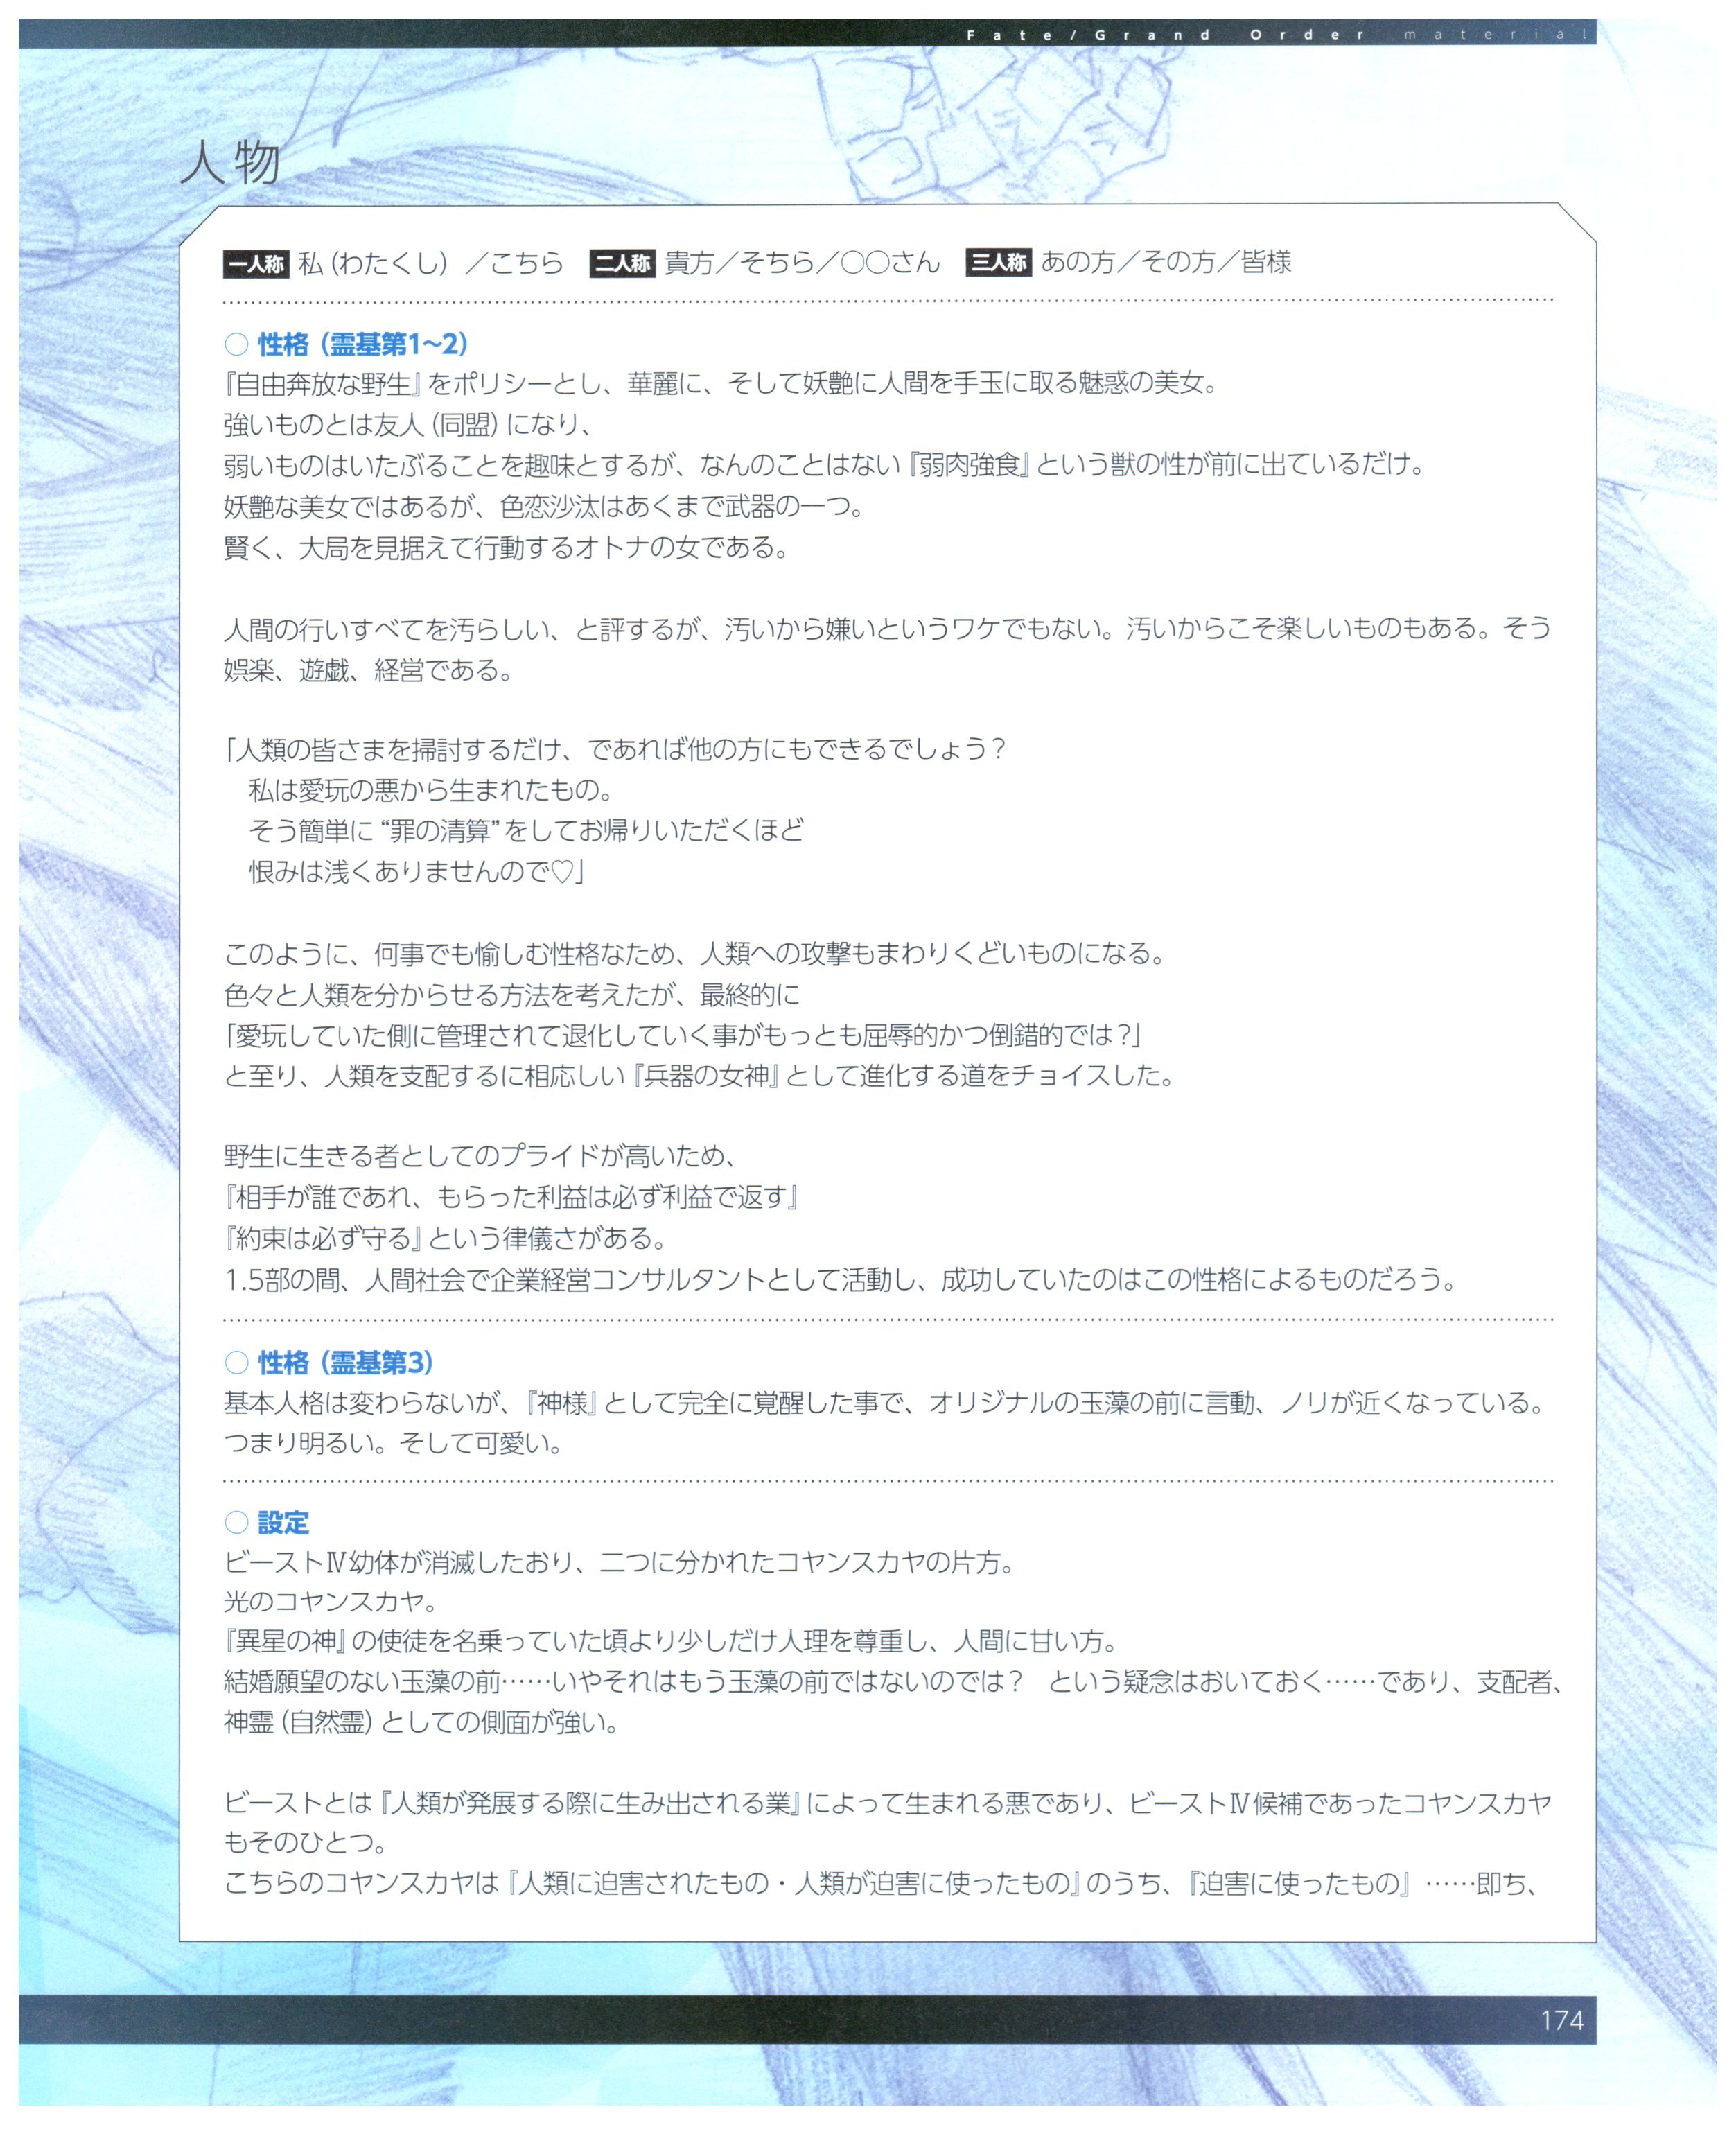 Fate/Grand Order material
人物
一人称 私（わたくし）／こちら 二人称 貴方／そちら／○○さん 三人称 あの方／その方／皆様
○ 性格（霊基第1～2）
『自由奔放な野生』をポリシーとし、華麗に、そして妖艶に人間を手玉に取る魅惑の美女。
強いものとは友人（同盟）になり、
弱いものはいたぶることを趣味とするが、なんのことはない『弱肉強食』という獣の性が前に出ているだけ。
妖艶な美女ではあるが、色恋沙汰はあくまで武器の一つ。
賢く、大局を見据えて行動するオトナの女である。
人間の行いすべてを汚らしい、と評するが、汚いから嫌いというワケでもない。汚いからこそ楽しいものもある。そう
娯楽、遊戯、経営である。
「人類の皆さまを掃討するだけ、であれば他の方にもできるでしょう？
私は愛玩の悪から生まれたもの。
そう簡単に“罪の清算”をしてお帰りいただくほど
恨みは浅くありませんので♡」
このように、何事でも愉しむ性格なため、人類への攻撃もまわりくどいものになる。
色々と人類を分からせる方法を考えたが、最終的に
「愛玩していた側に管理されて退化していく事がもっとも屈辱的かつ倒錯的では？」
と至り、人類を支配するに相応しい『兵器の女神』として進化する道をチョイスした。
野生に生きる者としてのプライドが高いため、
『相手が誰であれ、もらった利益は必ず利益で返す』
『約束は必ず守る』という律儀さがある。
1.5部の間、人間社会で企業経営コンサルタントとして活動し、成功していたのはこの性格によるものだろう。
○ 性格（霊基第3）
基本人格は変わらないが、『神様』として完全に覚醒した事で、オリジナルの玉藻の前に言動、ノリが近くなっている。
つまり明るい。そして可愛い。
○ 設定
ビーストⅣ幼体が消滅したおり、二つに分かれたコヤンスカヤの片方。
光のコヤンスカヤ。
『異星の神』の使徒を名乗っていた頃より少しだけ人理を尊重し、人間に甘い方。
結婚願望のない玉藻の前……いやそれはもう玉藻の前ではないのでは？　という疑念はおいておく……であり、支配者、
神霊（自然霊）としての側面が強い。
ビーストとは『人類が発展する際に生み出される業』によって生まれる悪であり、ビーストⅣ候補であったコヤンスカヤ
もそのひとつ。
こちらのコヤンスカヤは『人類に迫害されたもの・人類が迫害に使ったもの』のうち、『迫害に使ったもの』……即ち、
174